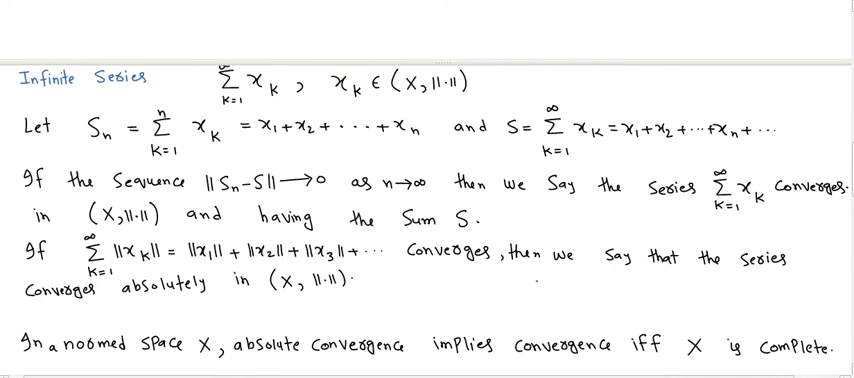 Infinite Series ∑_{k=1}^{∞} x_k , x_k ∈ (X, ||·||)
Let S_n = ∑_{k=1}^{n} x_k = x_1 + x_2 + · · · · + x_n and S = ∑_{k=1}^{∞} x_k = x_1 + x_2 + · · · + x_n + · · ·
If the Sequence ||S_n - S|| → 0 as n → ∞ then we Say the Series ∑_{k=1}^{∞} x_k Converges.
in (X, ||·||) and having the Sum S.
If ∑_{k=1}^{∞} ||x_k|| = ||x_1|| + ||x_2|| + ||x_3|| + · · · Converges, then we say that the series
Converges absolutely in (X, ||·||).
In a normed space X, absolute convergence implies convergence iff X is complete.